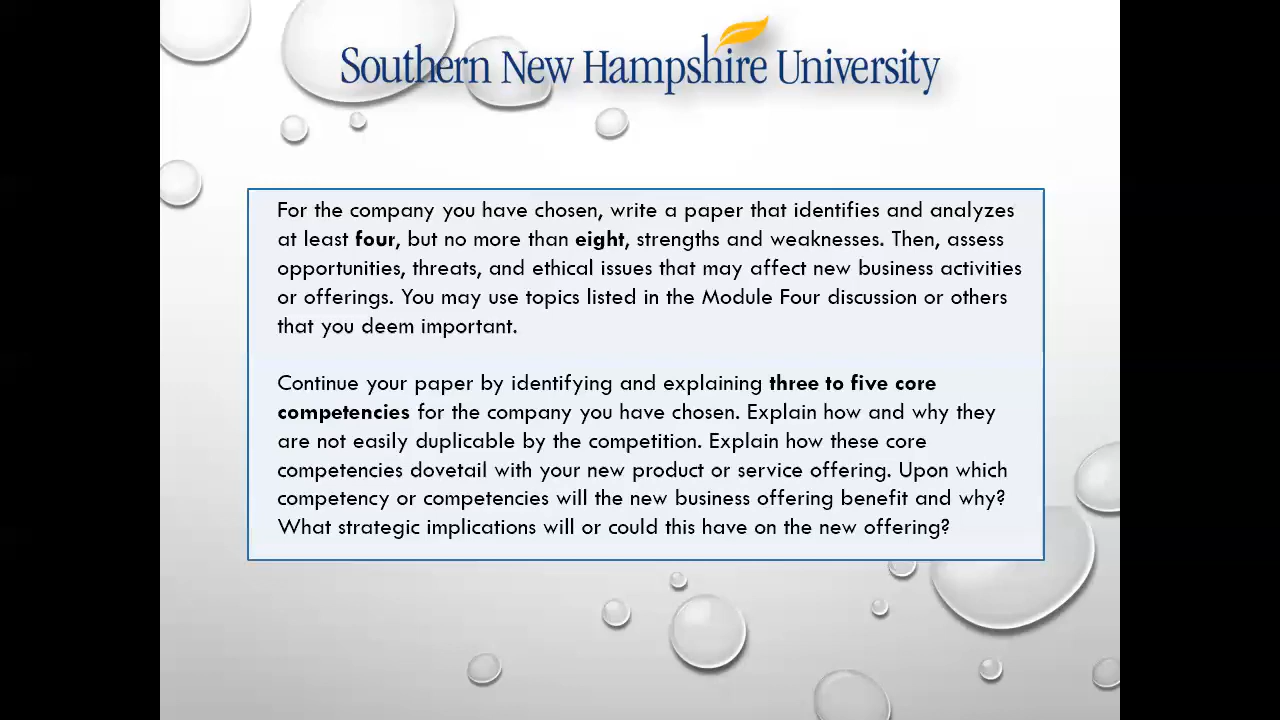 Southern New Hampshire University
For the company you have chosen, write a paper that identifies and analyzes
at least four, but no more than eight, strengths and weaknesses. Then, assess
opportunities, threats, and ethical issues that may affect new business activities
or offerings. You may use topics listed in the Module Four discussion or others
that you deem important.
Continue your paper by identifying and explaining three to five core
competencies for the company you have chosen. Explain how and why they
are not easily duplicable by the competition. Explain how these core
competencies dovetail with your new product or service offering. Upon which
competency or competencies will the new business offering benefit and why?
What strategic implications will or could this have on the new offering?